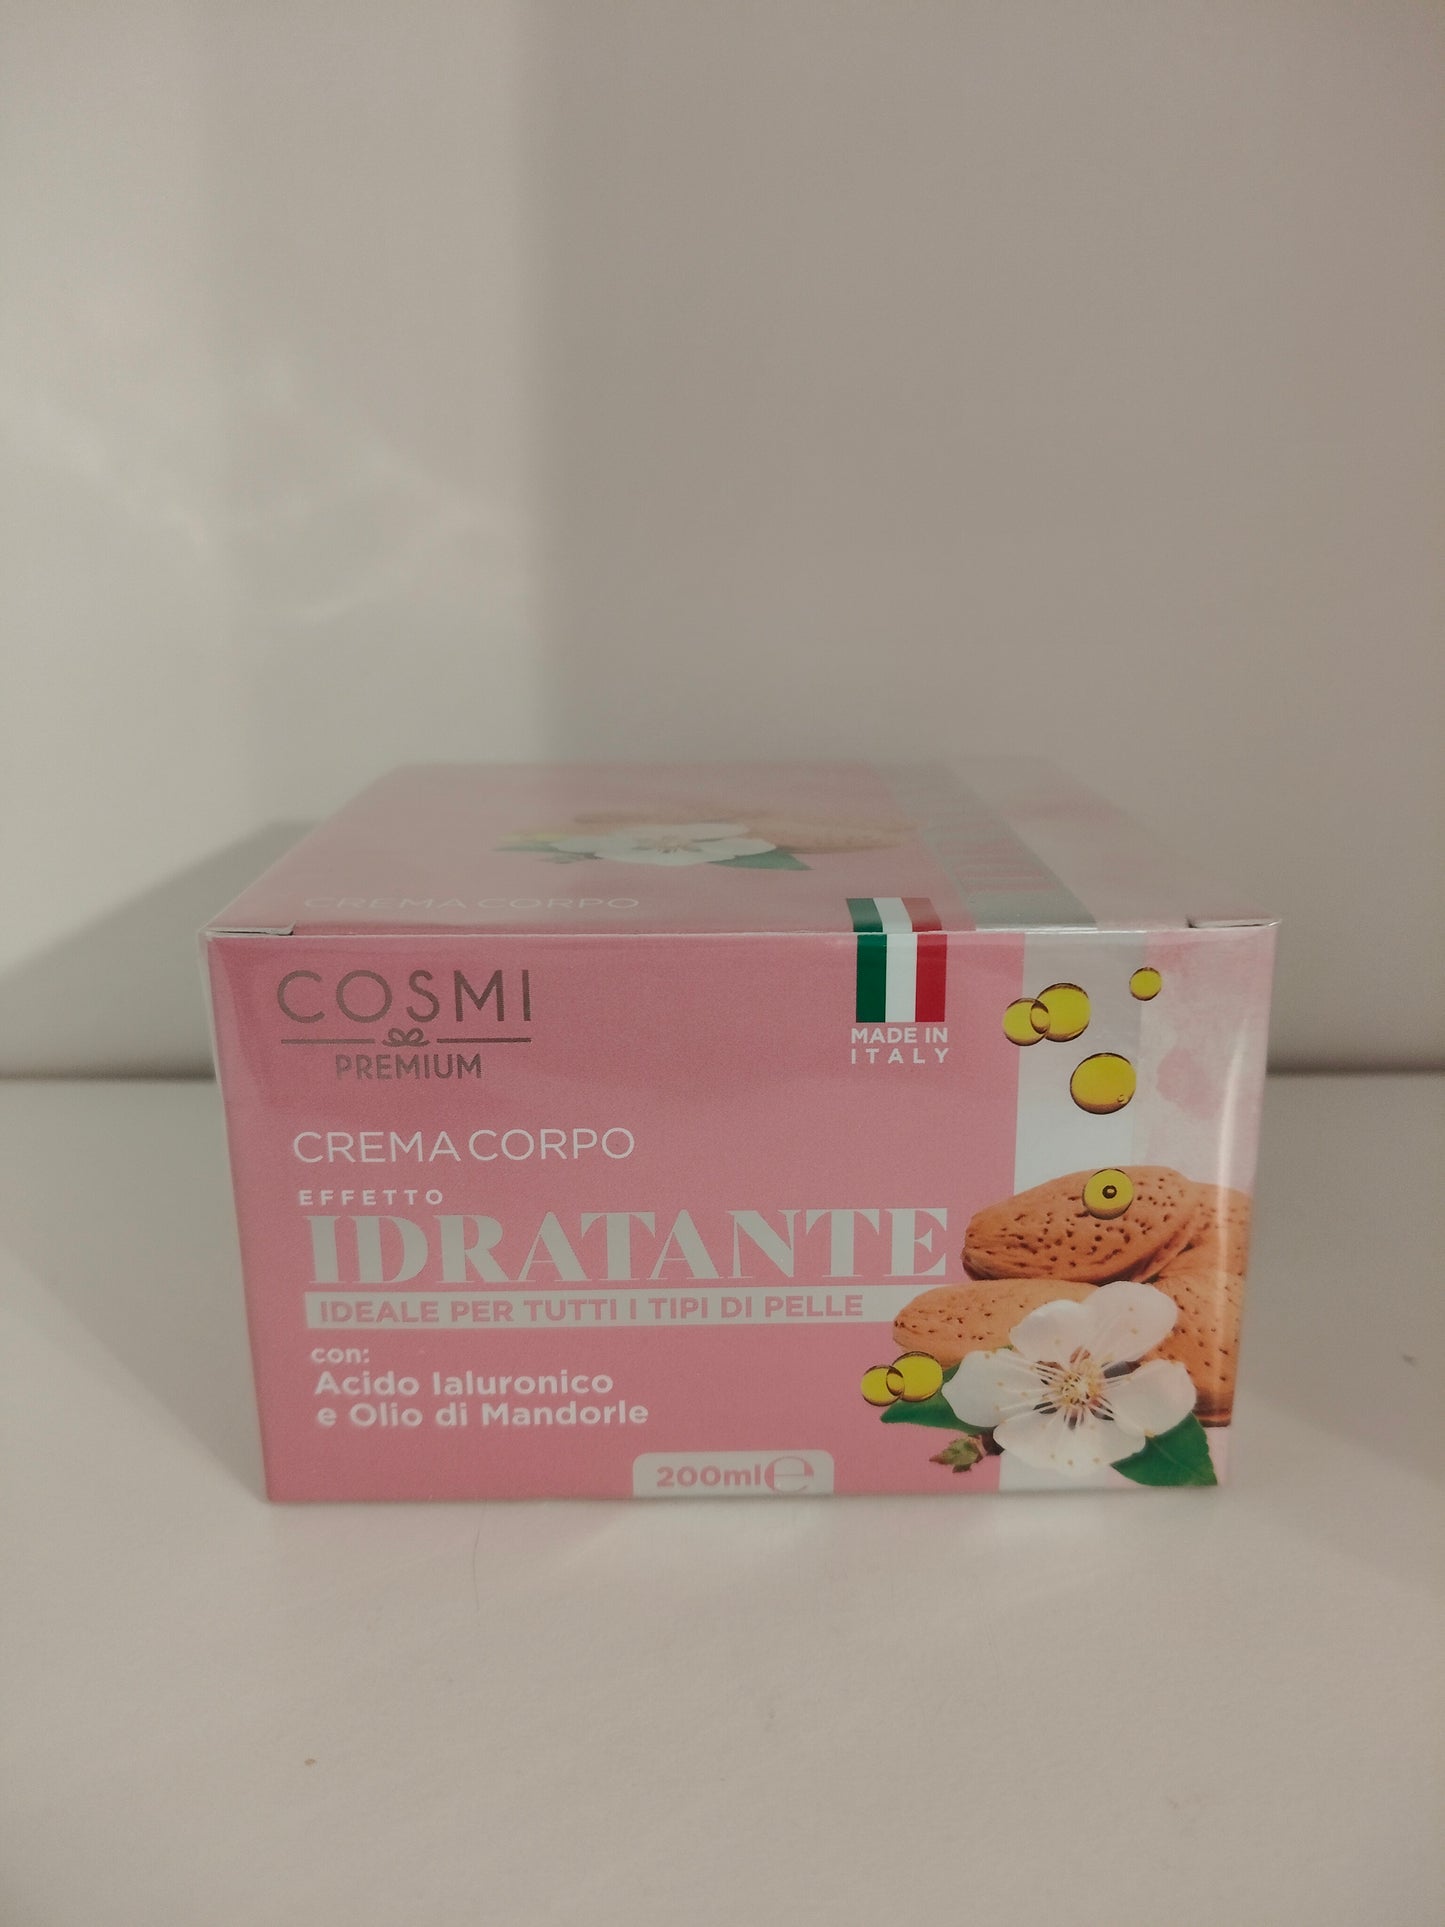 CREMA CORPO
COSMI
PREMIUM
MADE IN
ITALY
CREMA CORPO
EFFETTO
IDRATANTE
IDEALE PER TUTTI I TIPI DI PELLE
con:
Acido Ialuronico
e Olio di Mandorle
200ml ℮